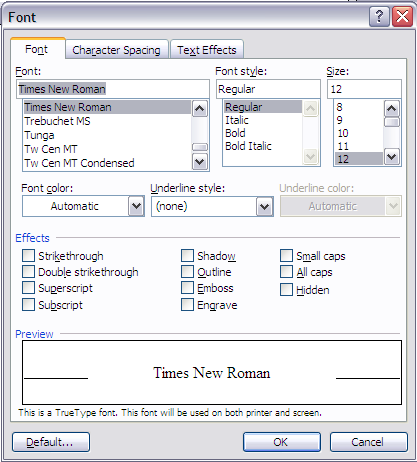 Font
Font Character Spacing Text Effects
Font: Font style: Size:
Times New Roman Regular 12
Times New Roman Regular 8
Trebuchet MS Italic 9
Tunga Bold 10
Tw Cen MT Bold Italic 11
Tw Cen MT Condensed 12
Font color: Underline style: Underline color:
Automatic (none) Automatic
Effects
Strikethrough Shadow Small caps
Double strikethrough Outline All caps
Superscript Emboss Hidden
Subscript Engrave
Preview
Times New Roman
This is a TrueType font. This font will be used on both printer and screen.
Default... OK Cancel